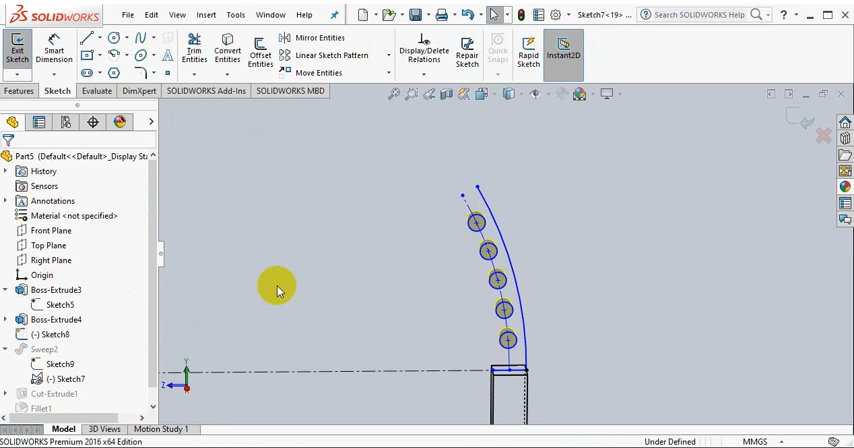 SOLIDWORKS File Edit View Insert Tools Window Help Sketch7<19> Search SOLIDWORKS Help ?
Exit Sketch Smart Dimension Trim Entities Convert Entities Offset Entities Mirror Entities Linear Sketch Pattern Move Entities Display/Delete Relations Repair Sketch Quick Snaps Rapid Sketch Instant2D
Features Sketch Evaluate DimXpert SOLIDWORKS Add-Ins SOLIDWORKS MBD
Part5 (Default<<Default>_Display Sta
History
Sensors
Annotations
Material <not specified>
Front Plane
Top Plane
Right Plane
Origin
Boss-Extrude3
Sketch5
Boss-Extrude4
(-) Sketch8
Sweep2
Sketch9
(-) Sketch7
Cut-Extrude1
Fillet1
Y
Z
Model 3D Views Motion Study 1
SOLIDWORKS Premium 2016 x64 Edition Under Defined MMGS